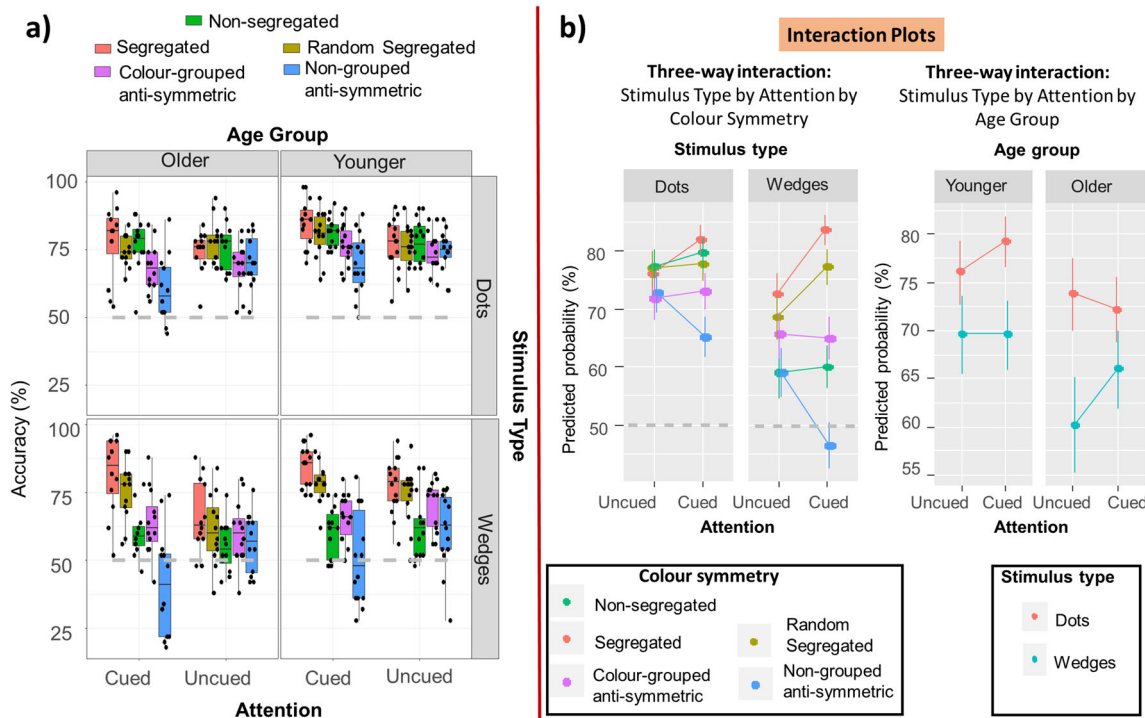 a)
Non-segregated
Segregated
Random Segregated
Colour-grouped
anti-symmetric
Non-grouped
anti-symmetric
Age Group
Older
Younger
100
75
50
25
Dots
100
75
50
25
Wedges
Accuracy (%)
Stimulus Type
Cued
Uncued
Cued
Uncued
Attention
b)
Interaction Plots
Three-way interaction:
Stimulus Type by Attention by
Colour Symmetry
Stimulus type
Dots
Wedges
80
70
60
50
Predicted probability (%)
Uncued
Cued
Uncued
Cued
Attention
Three-way interaction:
Stimulus Type by Attention by
Age Group
Age group
Younger
Older
80
75
70
65
60
55
Predicted probability (%)
Uncued
Cued
Uncued
Cued
Attention
Colour symmetry
Non-segregated
Segregated
Random
Segregated
Colour-grouped
anti-symmetric
Non-grouped
anti-symmetric
Stimulus type
Dots
Wedges